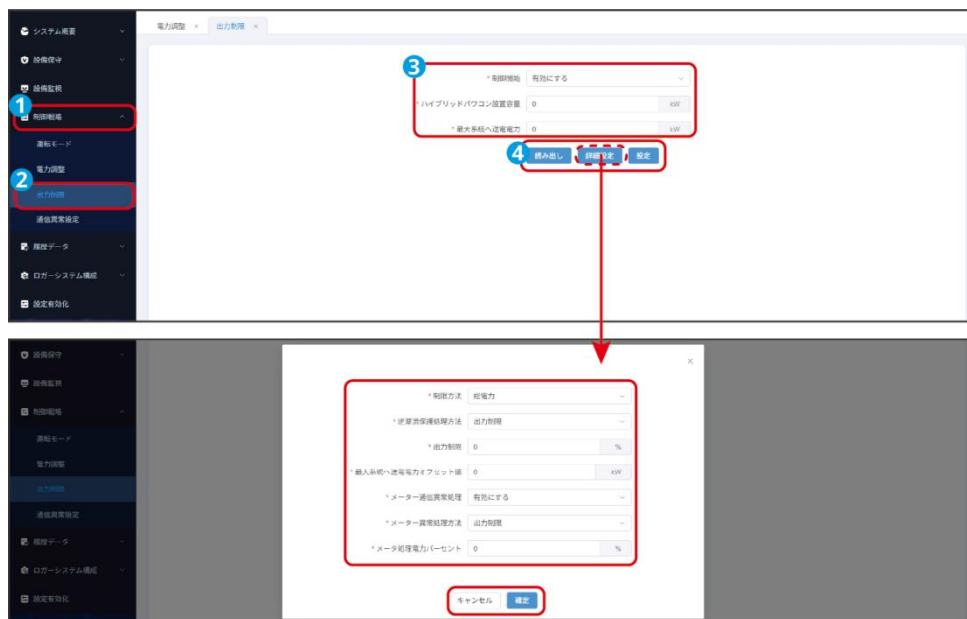 システム概要
設備保守
設備監視
1
制御戦略
運転モード
電力調整
2
出力制限
通信異常設定
履歴データ
ロガーシステム構成
設定有効化
電力調整 × 出力制限 ×
3
* 制御開始 有効にする
* ハイブリッドパワコン設置容量 0 kW
* 最大系統へ送電電力 0 kW
4
読み出し 詳細設定 設定
設備保守
設備監視
制御戦略
運転モード
電力調整
出力制限
通信異常設定
履歴データ
ロガーシステム構成
設定有効化
×
* 制限方法 総電力
* 逆潮流保護処理方法 出力制限
* 出力制限 0 %
* 最大系統へ送電電力オフセット値 0 kW
* メーター通信異常処理 有効にする
* メーター異常処理方法 出力制限
* メータ処理電力パーセント 0 %
キャンセル 確定